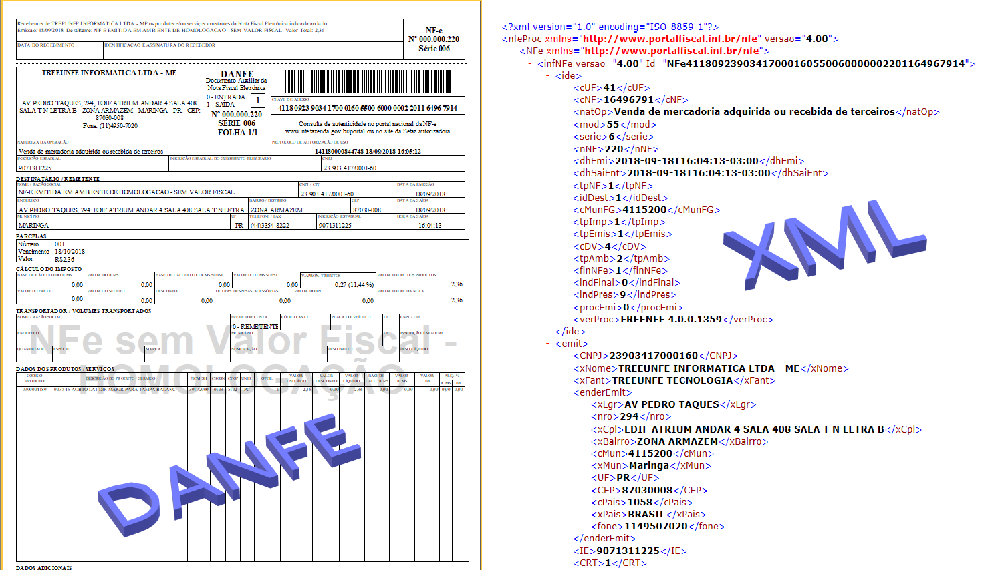 Recebemos de TREEUNFE INFORMATICA LTDA - ME os produtos e/ou serviços constantes da Nota Fiscal Eletrônica indicada ao lado.
Emissão: 18/09/2018 Dest/Reme: NF-E EMITIDA EM AMBIENTE DE HOMOLOGACAO - SEM VALOR FISCAL Valor Total: 2,36
DATA DO RECEBIMENTO IDENTIFICAÇÃO E ASSINATURA DO RECEBEDOR
NF-e
Nº 000.000.220
Série 006
TREEUNFE INFORMATICA LTDA - ME
AV PEDRO TAQUES, 294, EDIF ATRIUM ANDAR 4 SALA 408
SALA T N LETRA B - ZONA ARMAZEM - MARINGA - PR - CEP:
87030-008
Fone: (11)4950-7020
DANFE
Documento Auxiliar da
Nota Fiscal Eletrônica
0 - ENTRADA
1 - SAÍDA
1
Nº 000.000.220
SÉRIE 006
FOLHA 1/1
CHAVE DE ACESSO
4118 0923 9034 1700 0160 5500 6000 0002 2011 6496 7914
Consulta de autenticidade no portal nacional da NF-e
www.nfe.fazenda.gov.br/portal ou no site da Sefaz autorizadora
NATUREZA DA OPERAÇÃO PROTOCOLO DE AUTORIZAÇÃO DE USO
Venda de mercadoria adquirida ou recebida de terceiros 141180000844748 18/09/2018 16:05:12
INSCRIÇÃO ESTADUAL INSCRIÇÃO ESTADUAL DO SUBSTITUTO TRIBUTÁRIO CNPJ
9071311225 23.903.417/0001-60
DESTINATÁRIO / REMETENTE
NOME / RAZÃO SOCIAL CNPJ / CPF DATA DA EMISSÃO
NF-E EMITIDA EM AMBIENTE DE HOMOLOGACAO - SEM VALOR FISCAL 23.903.417/0001-60 18/09/2018
ENDEREÇO BAIRRO / DISTRITO CEP DATA DA SAÍDA
AV PEDRO TAQUES, 294 EDIF ATRIUM ANDAR 4 SALA 408 SALA T N LETRA ZONA ARMAZEM 87030-008 18/09/2018
MUNICÍPIO UF TELEFONE / FAX INSCRIÇÃO ESTADUAL HORA DA SAÍDA
MARINGA PR (44)3354-8222 9071311225 16:04:13
PARCELAS
Número 001
Vencimento 18/10/2018
Valor R$2,36
CÁLCULO DO IMPOSTO
BASE DE CÁLCULO DO ICMS VALOR DO ICMS BASE DE CÁLCULO DO ICMS SUBST. VALOR DO ICMS SUBST. V.APROX. TRIBUTOS VALOR TOTAL DOS PRODUTOS
0,00 0,00 0,00 0,00 0,27 (11,44 %) 2,36
VALOR DO FRETE VALOR DO SEGURO DESCONTO OUTRAS DESPESAS ACESSÓRIAS VALOR DO IPI VALOR TOTAL DA NOTA
0,00 0,00 0,00 0,00 0,00 2,36
TRANSPORTADOR / VOLUMES TRANSPORTADOS
NOME / RAZÃO SOCIAL FRETE POR CONTA CÓDIGO ANTT PLACA DO VEÍCULO UF CNPJ / CPF
0 - REMETENTE
ENDEREÇO MUNICÍPIO UF INSCRIÇÃO ESTADUAL
QUANTIDADE ESPÉCIE MARCA NUMERAÇÃO PESO BRUTO PESO LÍQUIDO
NFe sem Valor Fiscal -
HOMOLOGAÇÃO
DADOS DOS PRODUTOS / SERVIÇOS
CÓDIGO PRODUTO DESCRIÇÃO DO PRODUTO / SERVIÇO NCM/SH CSOSN CFOP UNID. QTDE. VALOR UNITÁRIO VALOR DESCONTO VALOR LÍQUIDO BASE DE CÁLC. ICMS VALOR ICMS VALOR IPI ALÍQ. % ICMS IPI
9990004189 003545 ACBTO LAT DIR MAIOR PARA TAMPA BALANC 39172900 0103 5102 PC 1 2,36 0,00 2,36 0,00 0,00 0,00 0,00 0,00
DANFE
DADOS ADICIONAIS
<?xml version="1.0" encoding="ISO-8859-1"?>
- <nfeProc xmlns="http://www.portalfiscal.inf.br/nfe" versao="4.00">
- <NFe xmlns="http://www.portalfiscal.inf.br/nfe">
- <infNFe versao="4.00" Id="NFe41180923903417000160550060000002201164967914">
- <ide>
<cUF>41</cUF>
<cNF>16496791</cNF>
<natOp>Venda de mercadoria adquirida ou recebida de terceiros</natOp>
<mod>55</mod>
<serie>6</serie>
<nNF>220</nNF>
<dhEmi>2018-09-18T16:04:13-03:00</dhEmi>
<dhSaiEnt>2018-09-18T16:04:13-03:00</dhSaiEnt>
<tpNF>1</tpNF>
<idDest>1</idDest>
<cMunFG>4115200</cMunFG>
<tpImp>1</tpImp>
<tpEmis>1</tpEmis>
<cDV>4</cDV>
<tpAmb>2</tpAmb>
<finNFe>1</finNFe>
<indFinal>0</indFinal>
<indPres>9</indPres>
<procEmi>0</procEmi>
<verProc>FREENFE 4.0.0.1359</verProc>
</ide>
XML
- <emit>
<CNPJ>23903417000160</CNPJ>
<xNome>TREEUNFE INFORMATICA LTDA - ME</xNome>
<xFant>TREEUNFE TECNOLOGIA</xFant>
- <enderEmit>
<xLgr>AV PEDRO TAQUES</xLgr>
<nro>294</nro>
<xCpl>EDIF ATRIUM ANDAR 4 SALA 408 SALA T N LETRA B</xCpl>
<xBairro>ZONA ARMAZEM</xBairro>
<cMun>4115200</cMun>
<xMun>Maringa</xMun>
<UF>PR</UF>
<CEP>87030008</CEP>
<cPais>1058</cPais>
<xPais>BRASIL</xPais>
<fone>1149507020</fone>
</enderEmit>
<IE>9071311225</IE>
<CRT>1</CRT>